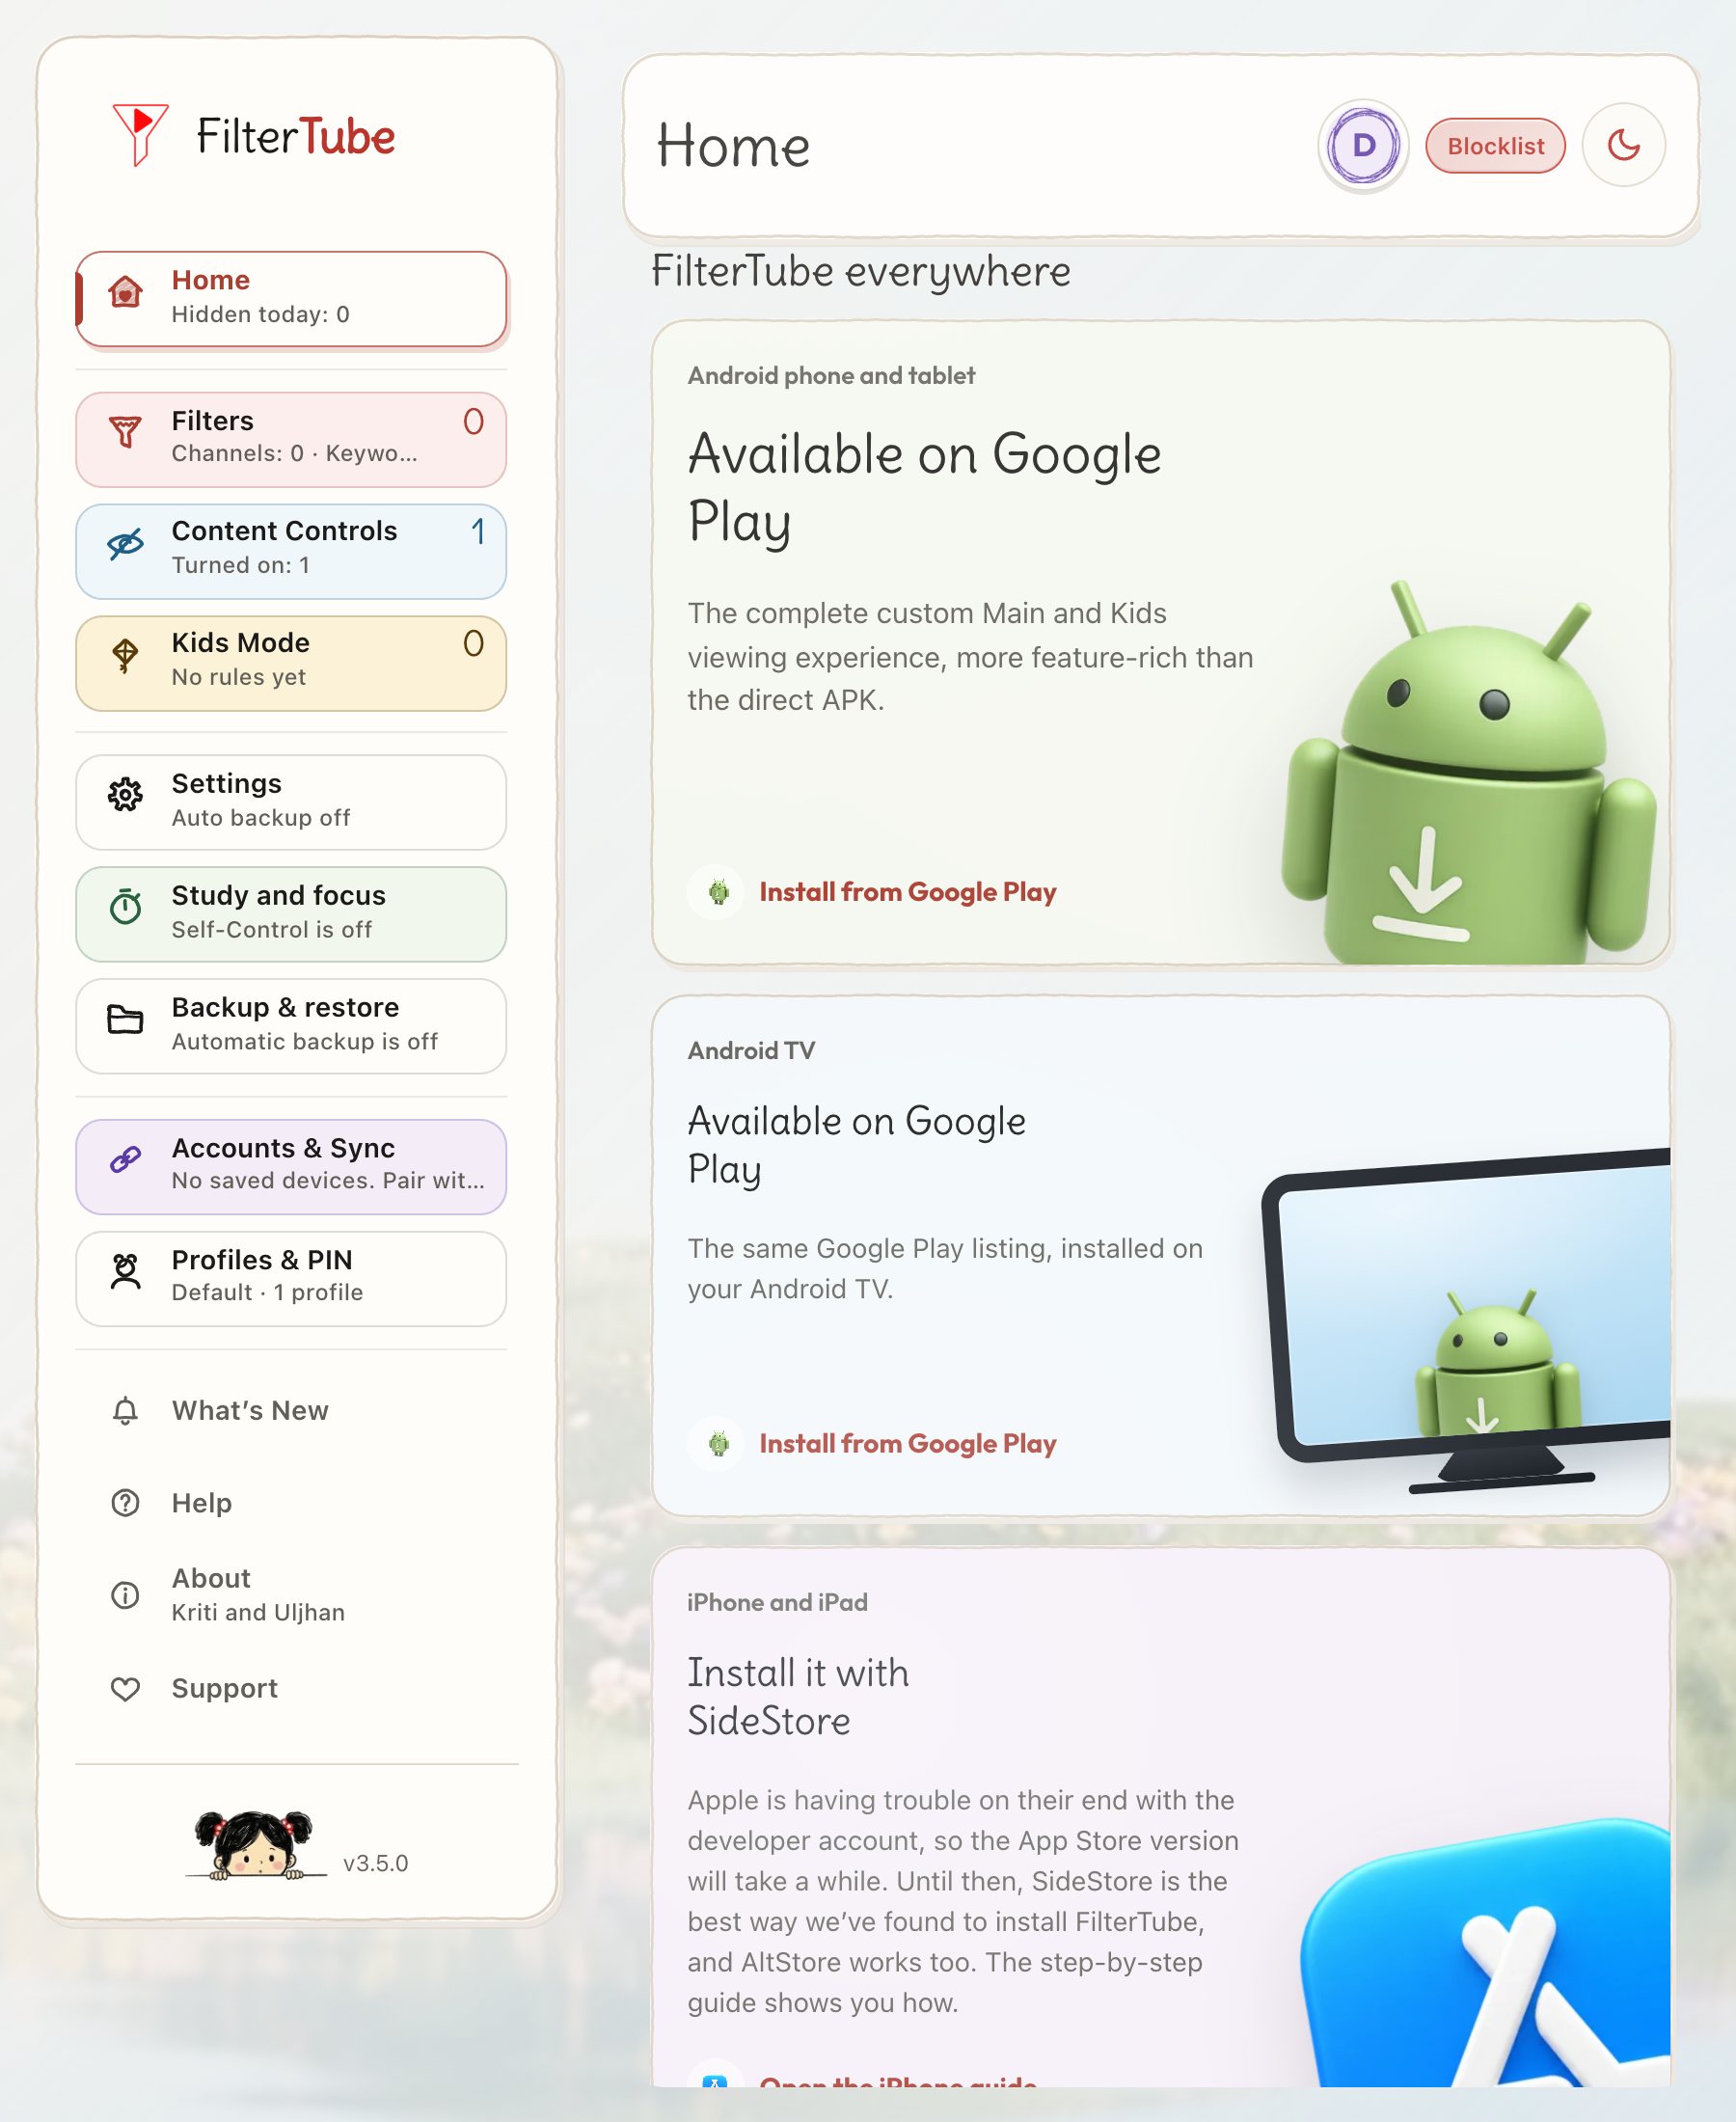 FilterTube
Home
Hidden today: 0
Filters
0
Channels: 0 · Keywo...
Content Controls
1
Turned on: 1
Kids Mode
0
No rules yet
Settings
Auto backup off
Study and focus
Self-Control is off
Backup & restore
Automatic backup is off
Accounts & Sync
No saved devices. Pair wit...
Profiles & PIN
Default · 1 profile
What’s New
Help
About
Kriti and Uljhan
Support
v3.5.0
Home
D
Blocklist
FilterTube everywhere
Android phone and tablet
Available on Google
Play
The complete custom Main and Kids
viewing experience, more feature-rich than
the direct APK.
Install from Google Play
Android TV
Available on Google
Play
The same Google Play listing, installed on
your Android TV.
Install from Google Play
iPhone and iPad
Install it with
SideStore
Apple is having trouble on their end with the
developer account, so the App Store version
will take a while. Until then, SideStore is the
best way we’ve found to install FilterTube,
and AltStore works too. The step-by-step
guide shows you how.
Open the iPhone guide